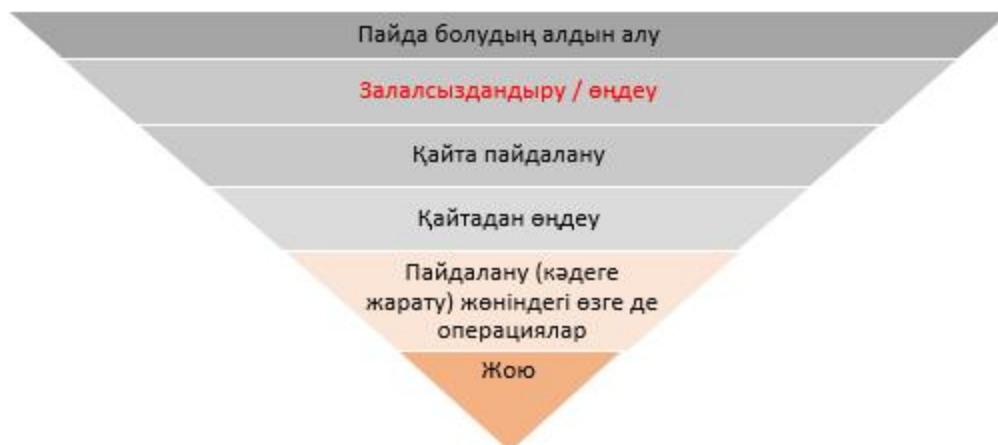 Пайда болудың алдын алу
Залалсыздандыру / өңдеу
Қайта пайдалану
Қайтадан өңдеу
Пайдалану (кәдеге
жарату) жөніндегі өзге де
операциялар
Жою